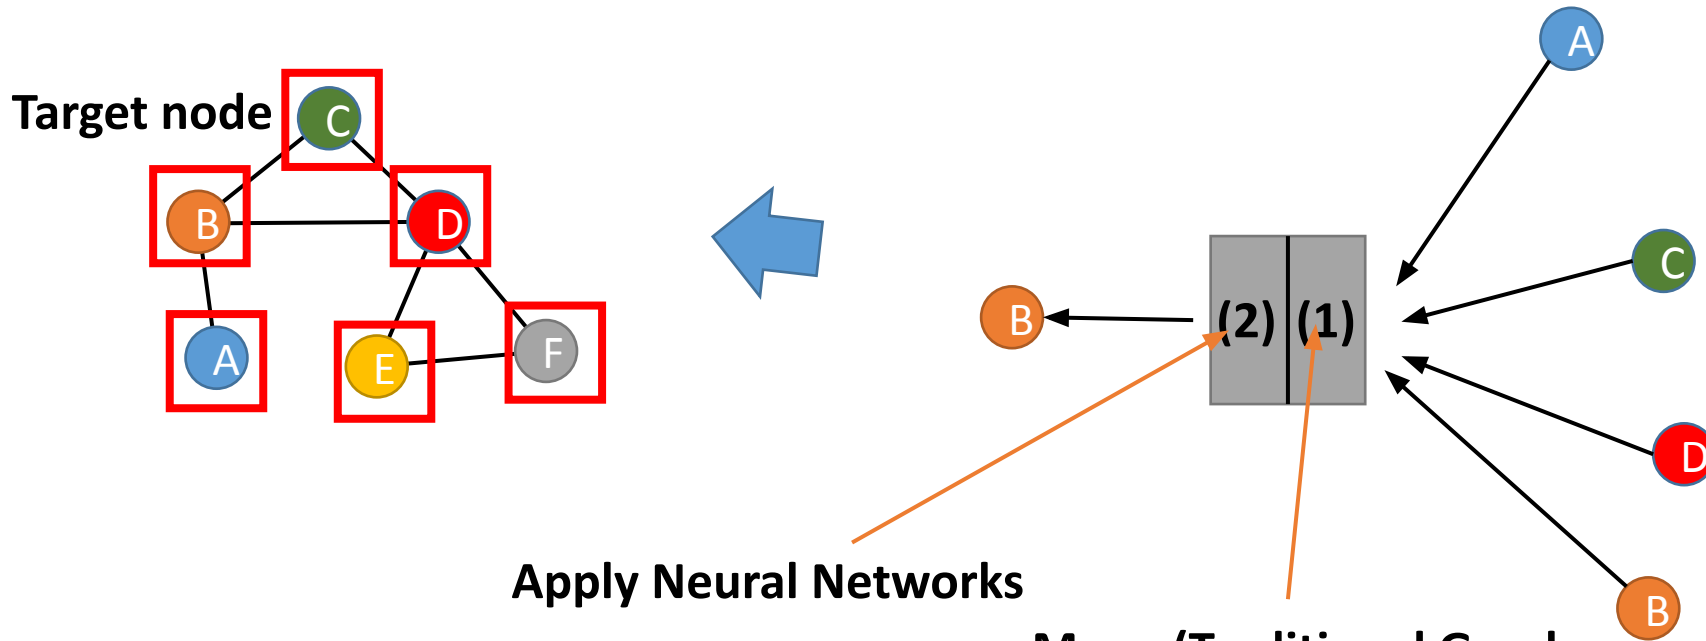 A
Target node C
B
D
A
E
F
C
B
(2) (1)
D
Apply Neural Networks
B